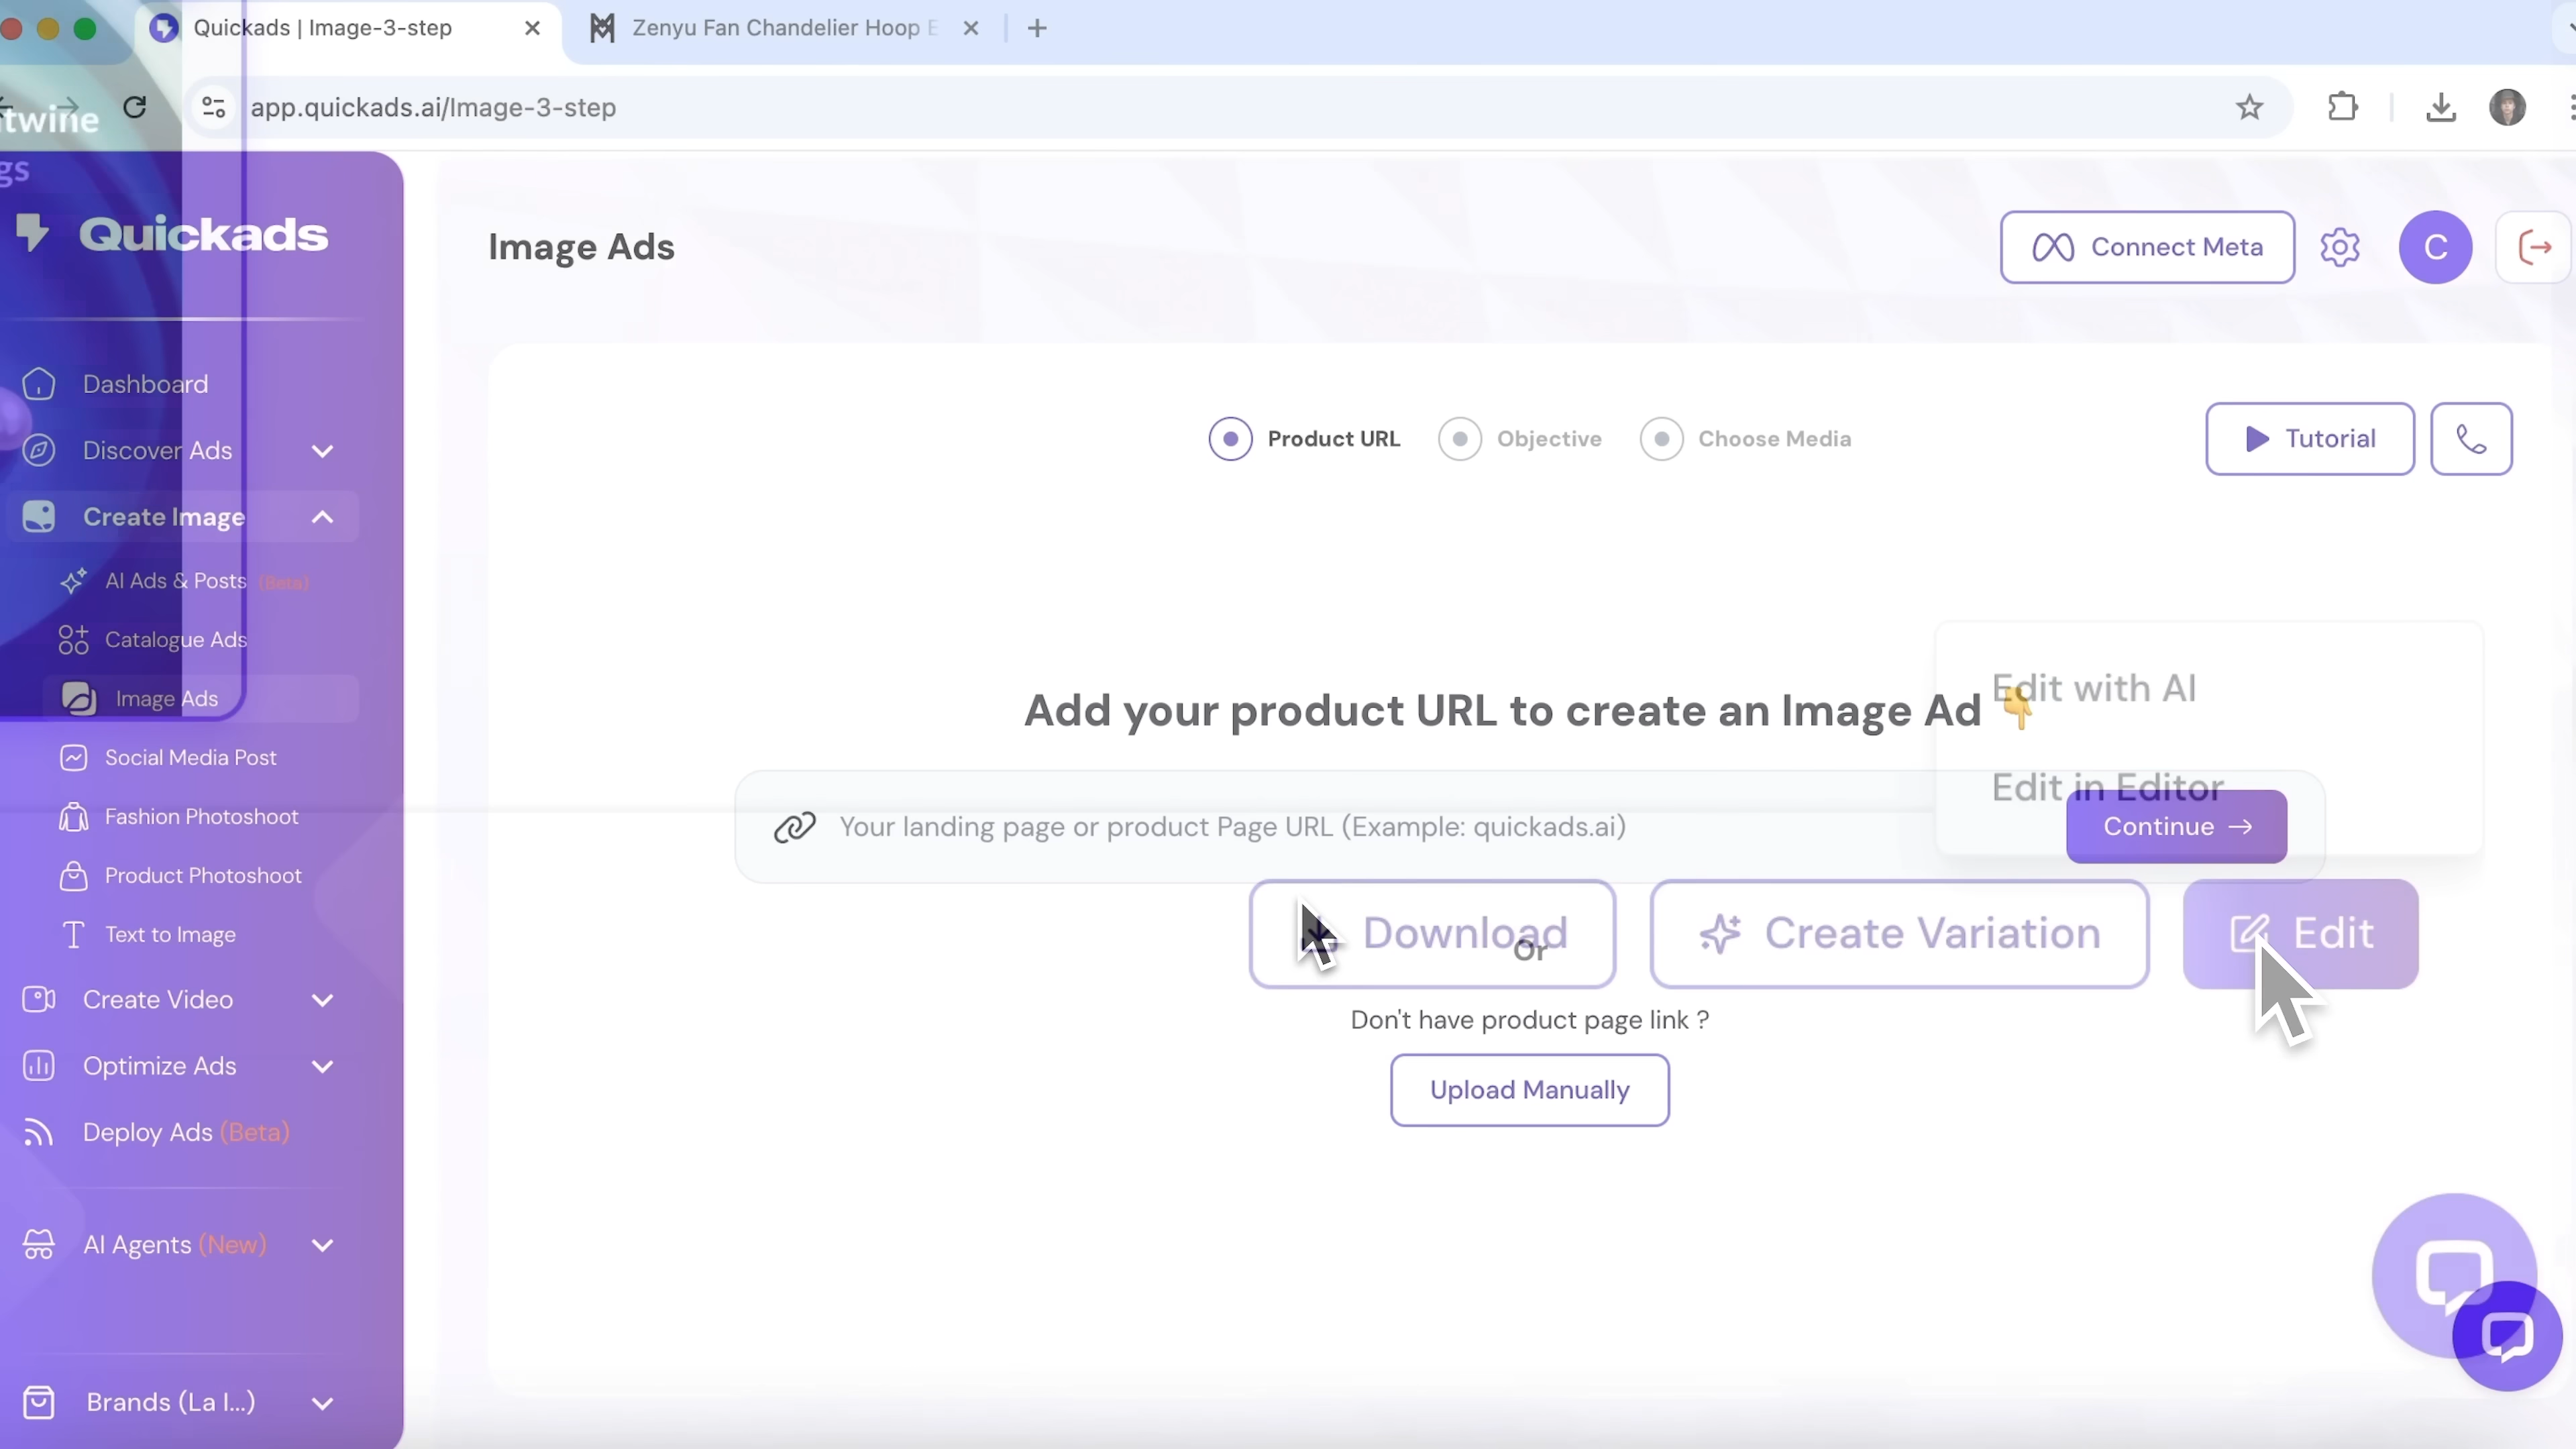 Quickads | Image-3-step
Zenyu Fan Chandelier Hoop E
app.quickads.ai/Image-3-step
twine
gs
Quickads
Image Ads
Connect Meta
C
Dashboard
Discover Ads
Create Image
AI Ads & Posts (Beta)
Catalogue Ads
Image Ads
Social Media Post
Fashion Photoshoot
Product Photoshoot
Text to Image
Create Video
Optimize Ads
Deploy Ads (Beta)
AI Agents (New)
Brands (La I...)
Product URL
Objective
Choose Media
Tutorial
Add your product URL to create an Image Ad 👇
Edit with AI
Edit in Editor
Your landing page or product Page URL (Example: quickads.ai)
Continue →
Download
Create Variation
Edit
Or
Don't have product page link ?
Upload Manually